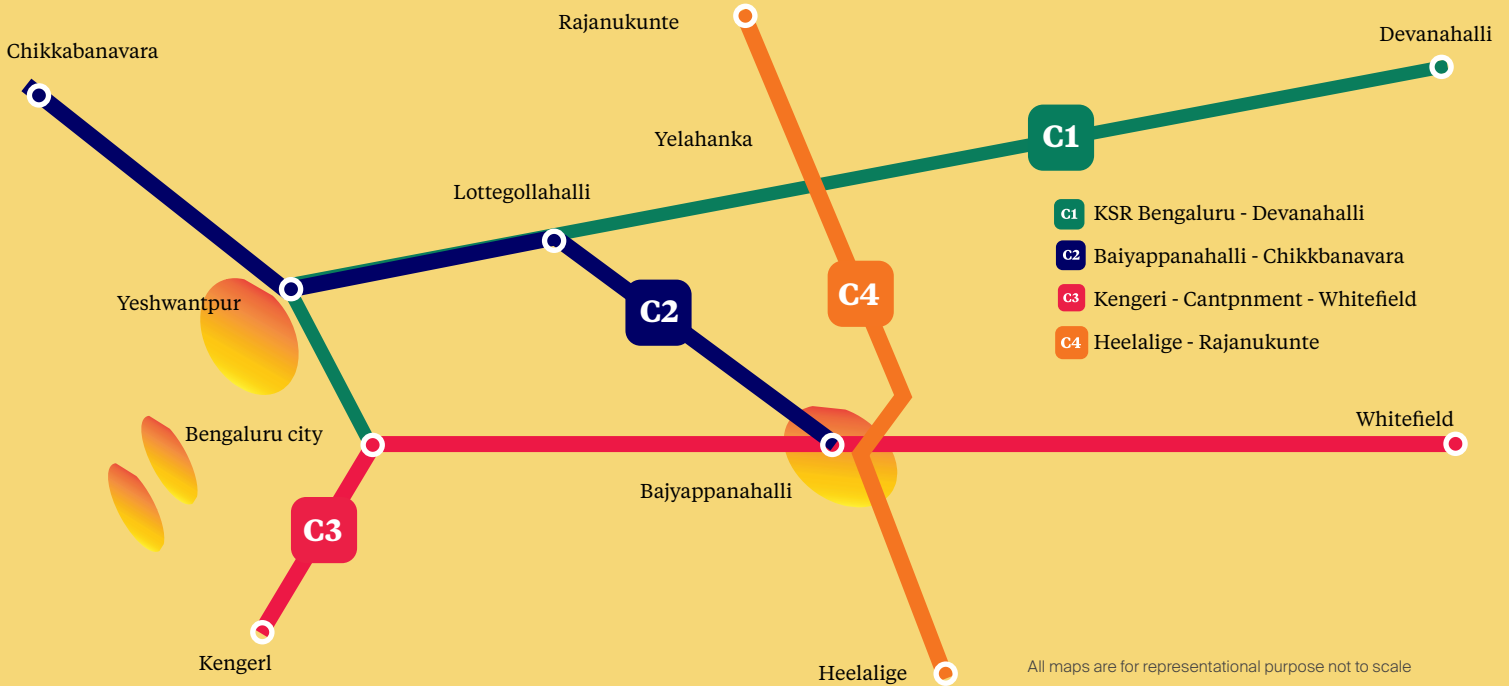 Rajanukunte
Devanahalli
Chikkabanavara
C1
Yelahanka
Lottegollahalli
C1 KSR Bengaluru - Devanahalli
C2 Baiyappanahalli - Chikkbanavara
C3 Kengeri - Cantpnment - Whitefield
C4 Heelalige - Rajanukunte
C4
C2
Yeshwantpur
Whitefield
Bengaluru city
Bajyappanahalli
C3
Kengerl
Heelalige
All maps are for representational purpose not to scale